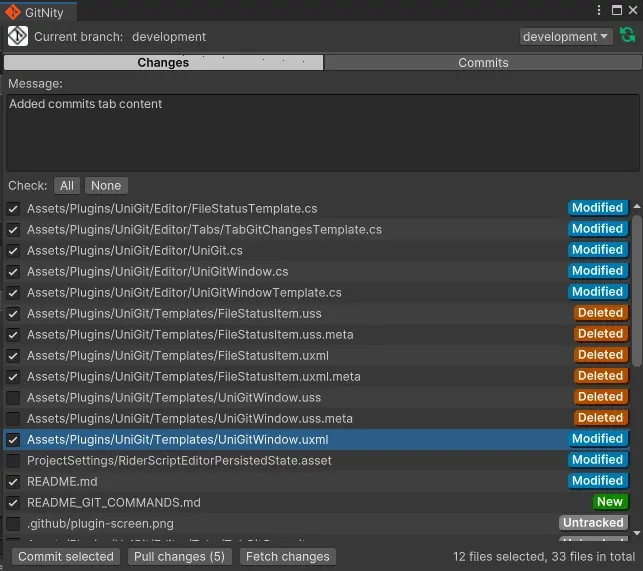 GitNity
Current branch: development
development
Changes
Commits
Message:
Added commits tab content
Check: All None
Assets/Plugins/UniGit/Editor/FileStatusTemplate.cs Modified
Assets/Plugins/UniGit/Editor/Tabs/TabGitChangesTemplate.cs Modified
Assets/Plugins/UniGit/Editor/UniGit.cs Modified
Assets/Plugins/UniGit/Editor/UniGitWindow.cs Modified
Assets/Plugins/UniGit/Editor/UniGitWindowTemplate.cs Modified
Assets/Plugins/UniGit/Templates/FileStatusItem.uss Deleted
Assets/Plugins/UniGit/Templates/FileStatusItem.uss.meta Deleted
Assets/Plugins/UniGit/Templates/FileStatusItem.uxml Deleted
Assets/Plugins/UniGit/Templates/FileStatusItem.uxml.meta Deleted
Assets/Plugins/UniGit/Templates/UniGitWindow.uss Deleted
Assets/Plugins/UniGit/Templates/UniGitWindow.uss.meta Deleted
Assets/Plugins/UniGit/Templates/UniGitWindow.uxml Modified
ProjectSettings/RiderScriptEditorPersistedState.asset Modified
README.md Modified
README_GIT_COMMANDS.md New
.github/plugin-screen.png Untracked
Commit selected Pull changes (5) Fetch changes 12 files selected, 33 files in total